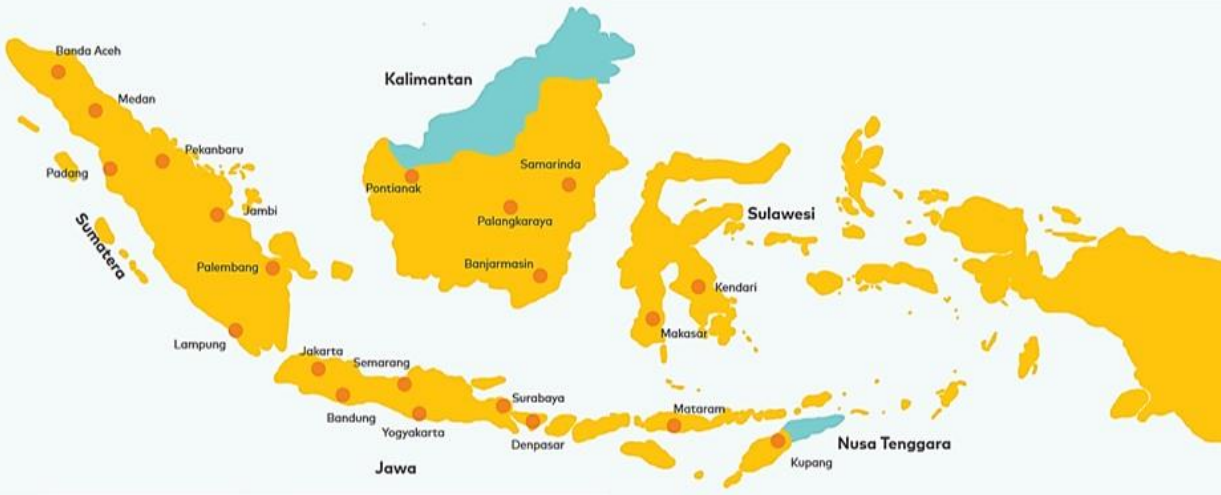 Banda Aceh
Medan
Pekanbaru
Padang
Jambi
Sumatera
Palembang
Lampung
Kalimantan
Samarinda
Pontianak
Palangkaraya
Banjarmasin
Sulawesi
Kendari
Makasar
Jakarta
Semarang
Bandung
Yogyakarta
Surabaya
Denpasar
Jawa
Mataram
Nusa Tenggara
Kupang